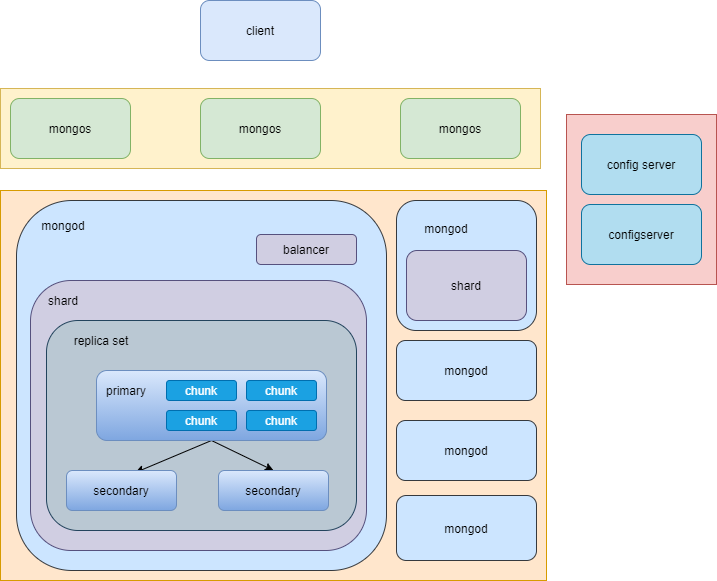 client
mongos
mongos
mongos
config server
configserver
mongod
balancer
shard
replica set
primary
chunk
chunk
chunk
chunk
secondary
secondary
mongod
shard
mongod
mongod
mongod